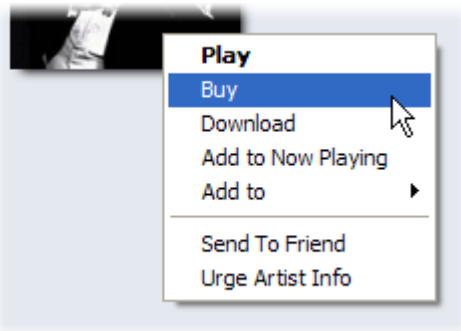 Play
Buy
Download
Add to Now Playing
Add to
Send To Friend
Urge Artist Info